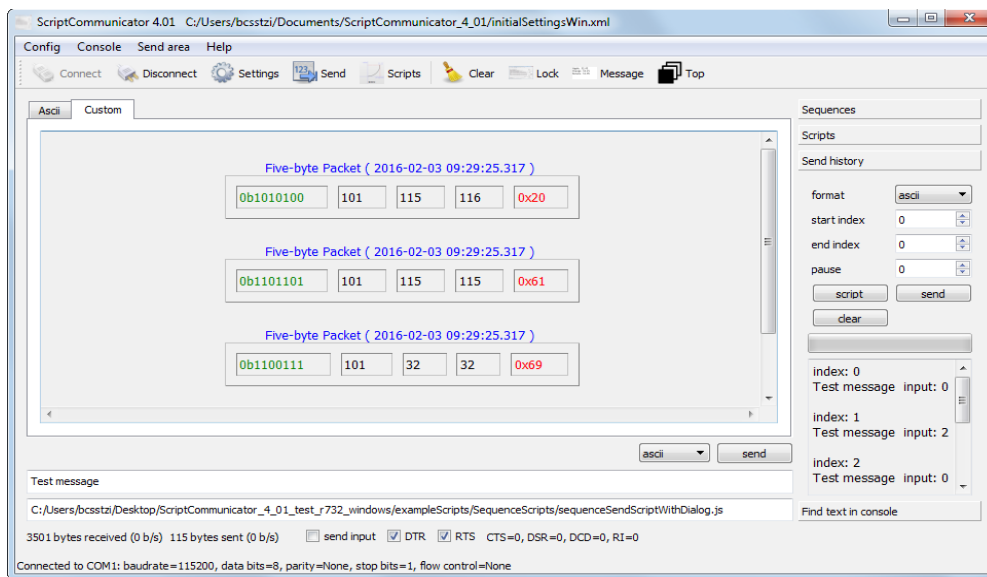 ScriptCommunicator 4.01   C:/Users/bcsstzi/Documents/ScriptCommunicator_4_01/initialSettingsWin.xml
Config Console Send area Help
Connect Disconnect Settings Send Scripts Clear Lock Message Top
Ascii Custom
Five-byte Packet ( 2016-02-03 09:29:25.317 )
0b1010100 101 115 116 0x20
Five-byte Packet ( 2016-02-03 09:29:25.317 )
0b1101101 101 115 115 0x61
Five-byte Packet ( 2016-02-03 09:29:25.317 )
0b1100111 101 32 32 0x69
ascii send
Test message
C:/Users/bcsstzi/Desktop/ScriptCommunicator_4_01_test_r732_windows/exampleScripts/SequenceScripts/sequenceSendScriptWithDialog.js
3501 bytes received (0 b/s) 115 bytes sent (0 b/s) send input DTR RTS CTS=0, DSR=0, DCD=0, RI=0
Connected to COM1: baudrate=115200, data bits=8, parity=None, stop bits=1, flow control=None
Sequences
Scripts
Send history
format ascii
start index 0
end index 0
pause 0
script send
clear
index: 0
Test message input: 0
index: 1
Test message input: 2
index: 2
Test message input: 0
Find text in console